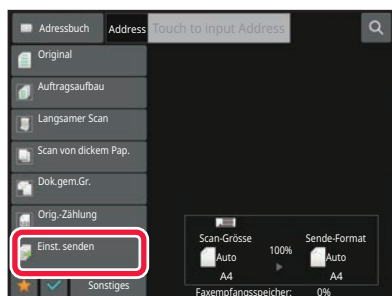 Adressbuch Address Touch to input Address
Original
Auftragsaufbau
Langsamer Scan
Scan von dickem Pap.
Dok.gem.Gr.
Orig.-Zählung
Einst. senden
Sonstiges
Scan-Grösse 100% Sende-Format
Auto Auto
A4 A4
Faxempfangsspeicher: 0%